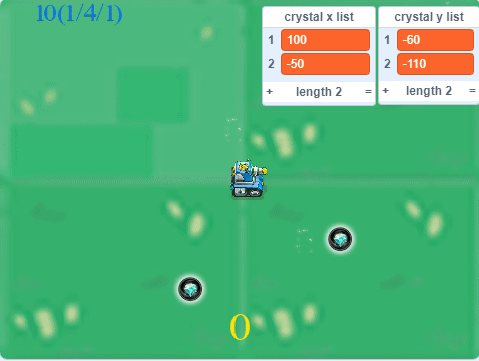 10(1/4/1)
crystal x list
1 100
2 -50
+ length 2 =
crystal y list
1 -60
2 -110
+ length 2 =
0